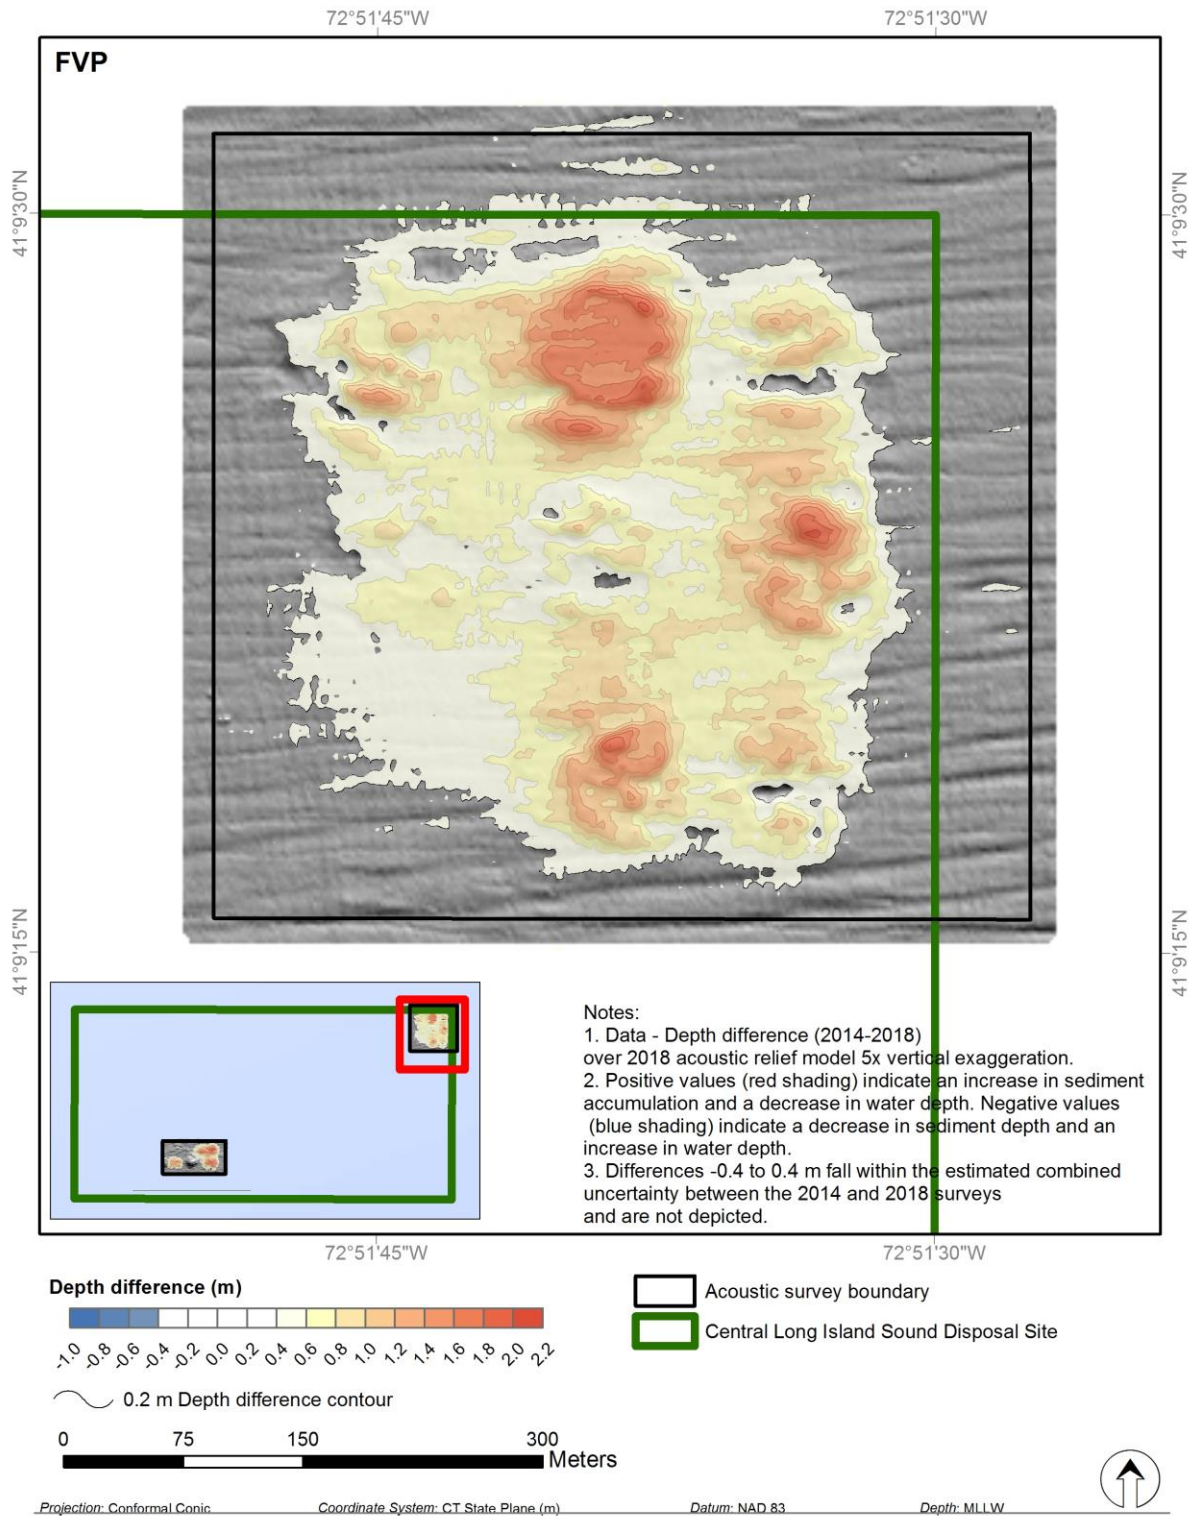 72°51'45"W
72°51'30"W
FVP
41°9'30"N
41°9'30"N
41°9'15"N
41°9'15"N
Notes:
1. Data - Depth difference (2014-2018)
over 2018 acoustic relief model 5x vertical exaggeration.
2. Positive values (red shading) indicate an increase in sediment
accumulation and a decrease in water depth. Negative values
(blue shading) indicate a decrease in sediment depth and an
increase in water depth.
3. Differences -0.4 to 0.4 m fall within the estimated combined
uncertainty between the 2014 and 2018 surveys
and are not depicted.
72°51'45"W
72°51'30"W
Depth difference (m)
-1.0 -0.8 -0.6 -0.4 -0.2 0.0 0.2 0.4 0.6 0.8 1.0 1.2 1.4 1.6 1.8 2.0 2.2
0.2 m Depth difference contour
Acoustic survey boundary
Central Long Island Sound Disposal Site
0 75 150 300
Meters
Projection: Conformal Conic Coordinate System: CT State Plane (m) Datum: NAD 83 Depth: MLLW